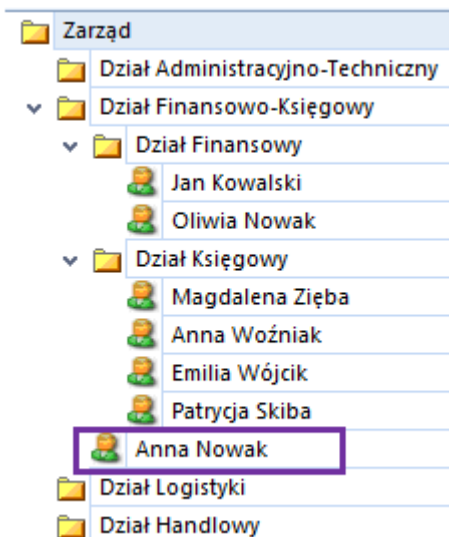 Zarząd
Dział Administracyjno-Techniczny
Dział Finansowo-Księgowy
Dział Finansowy
Jan Kowalski
Oliwia Nowak
Dział Księgowy
Magdalena Zięba
Anna Woźniak
Emilia Wójcik
Patrycja Skiba
Anna Nowak
Dział Logistyki
Dział Handlowy